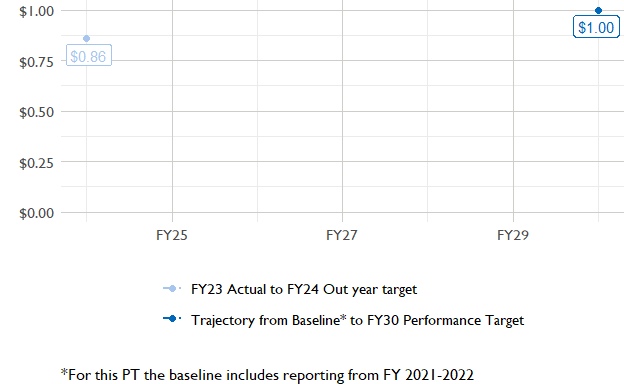 $1.00
$1.00
$0.86
$0.75
$0.50
$0.25
$0.00
FY25 FY27 FY29
FY23 Actual to FY24 Out year target
Trajectory from Baseline* to FY30 Performance Target
*For this PT the baseline includes reporting from FY 2021-2022